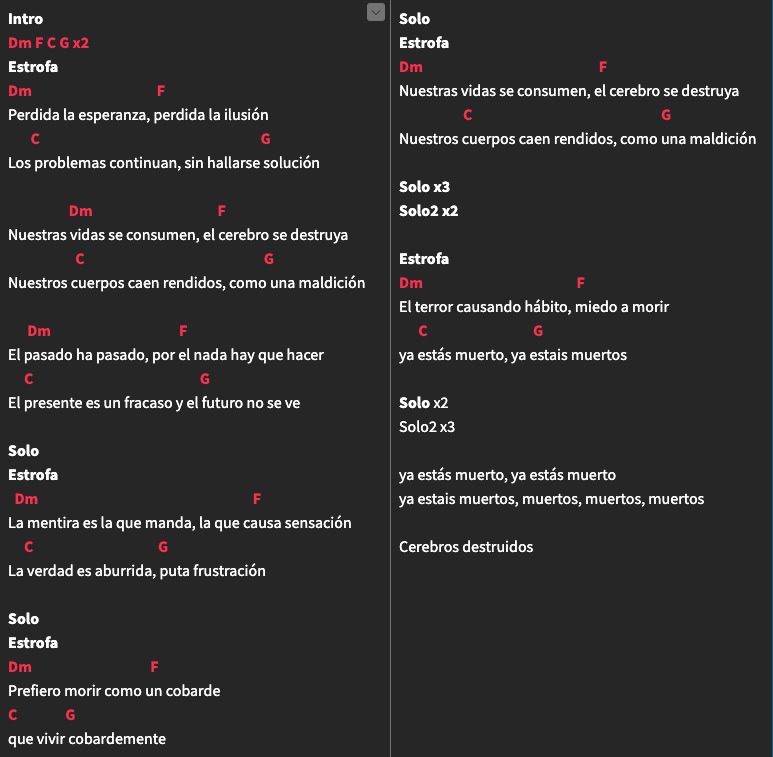 Intro
Dm F C G x2
Estrofa
Dm F
Perdida la esperanza, perdida la ilusión
C G
Los problemas continuan, sin hallarse solución
Dm F
Nuestras vidas se consumen, el cerebro se destruya
C G
Nuestros cuerpos caen rendidos, como una maldición
Dm F
El pasado ha pasado, por el nada hay que hacer
C G
El presente es un fracaso y el futuro no se ve
Solo
Estrofa
Dm F
La mentira es la que manda, la que causa sensación
C G
La verdad es aburrida, puta frustración
Solo
Estrofa
Dm F
Prefiero morir como un cobarde
C G
que vivir cobardemente
Solo
Estrofa
Dm F
Nuestras vidas se consumen, el cerebro se destruya
C G
Nuestros cuerpos caen rendidos, como una maldición
Solo x3
Solo2 x2
Estrofa
Dm F
El terror causando hábito, miedo a morir
C G
ya estás muerto, ya estais muertos
Solo x2
Solo2 x3
ya estás muerto, ya estás muerto
ya estais muertos, muertos, muertos, muertos
Cerebros destruidos